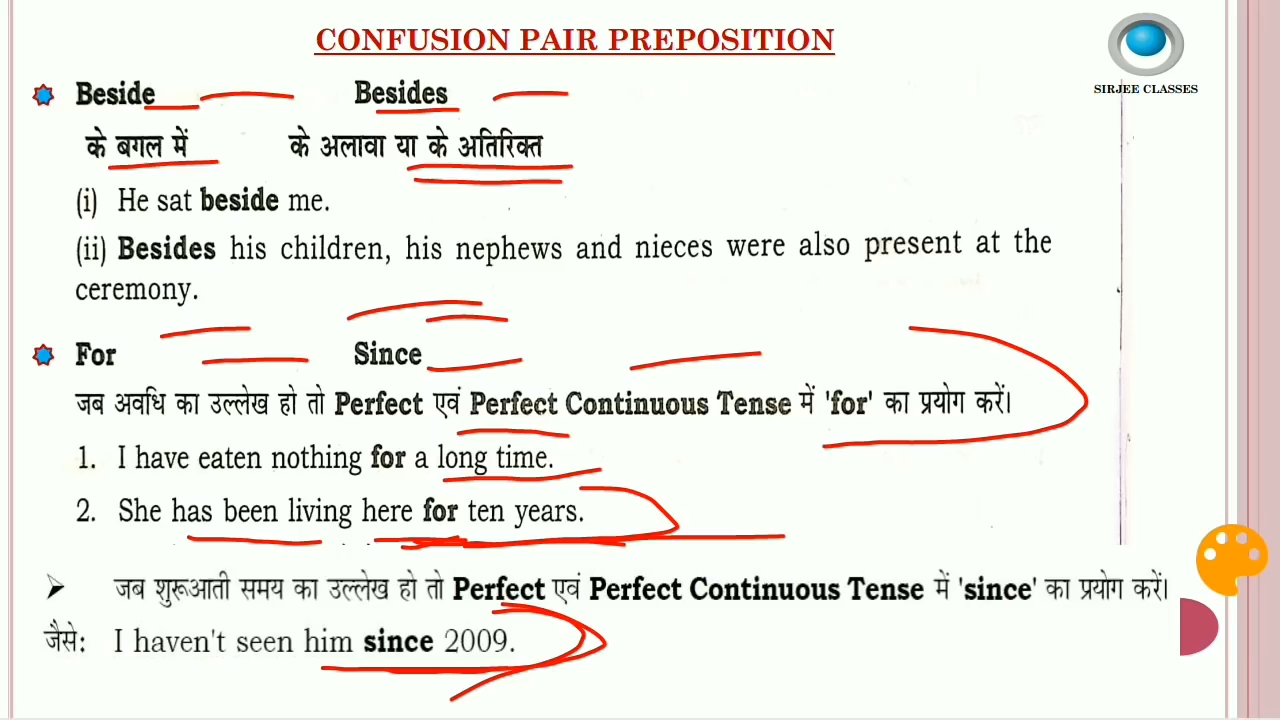 CONFUSION PAIR PREPOSITION
SIRJEE CLASSES
Beside Besides
के बगल में के अलावा या के अतिरिक्त
(i) He sat beside me.
(ii) Besides his children, his nephews and nieces were also present at the
ceremony.
For Since
जब अवधि का उल्लेख हो तो Perfect एवं Perfect Continuous Tense में 'for' का प्रयोग करें।
1. I have eaten nothing for a long time.
2. She has been living here for ten years.
जब शुरूआती समय का उल्लेख हो तो Perfect एवं Perfect Continuous Tense में 'since' का प्रयोग करें।
जैसे: I haven't seen him since 2009.